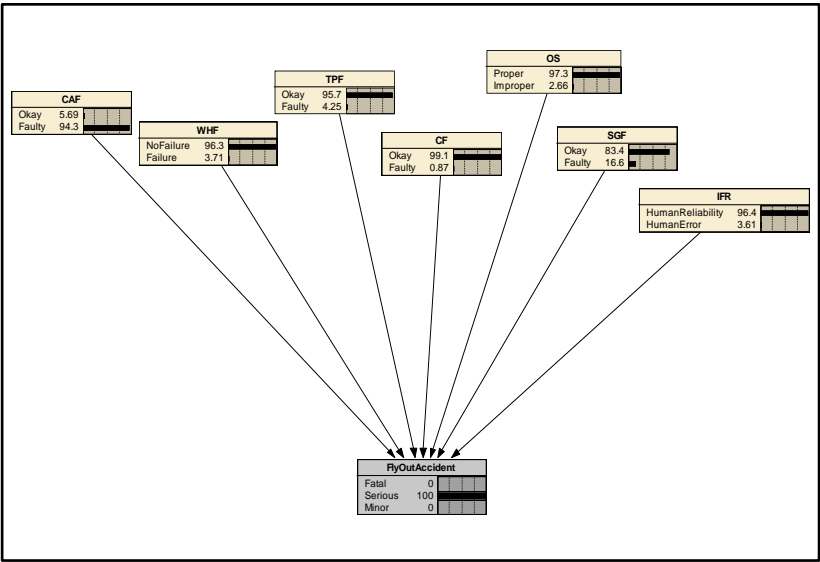 OS
Proper 97.3
Improper 2.66
TPF
Okay 95.7
Faulty 4.25
CAF
Okay 5.69
Faulty 94.3
WHF
NoFailure 96.3
Failure 3.71
CF
Okay 99.1
Faulty 0.87
SGF
Okay 83.4
Faulty 16.6
IFR
HumanReliability 96.4
HumanError 3.61
FlyOutAccident
Fatal 0
Serious 100
Minor 0